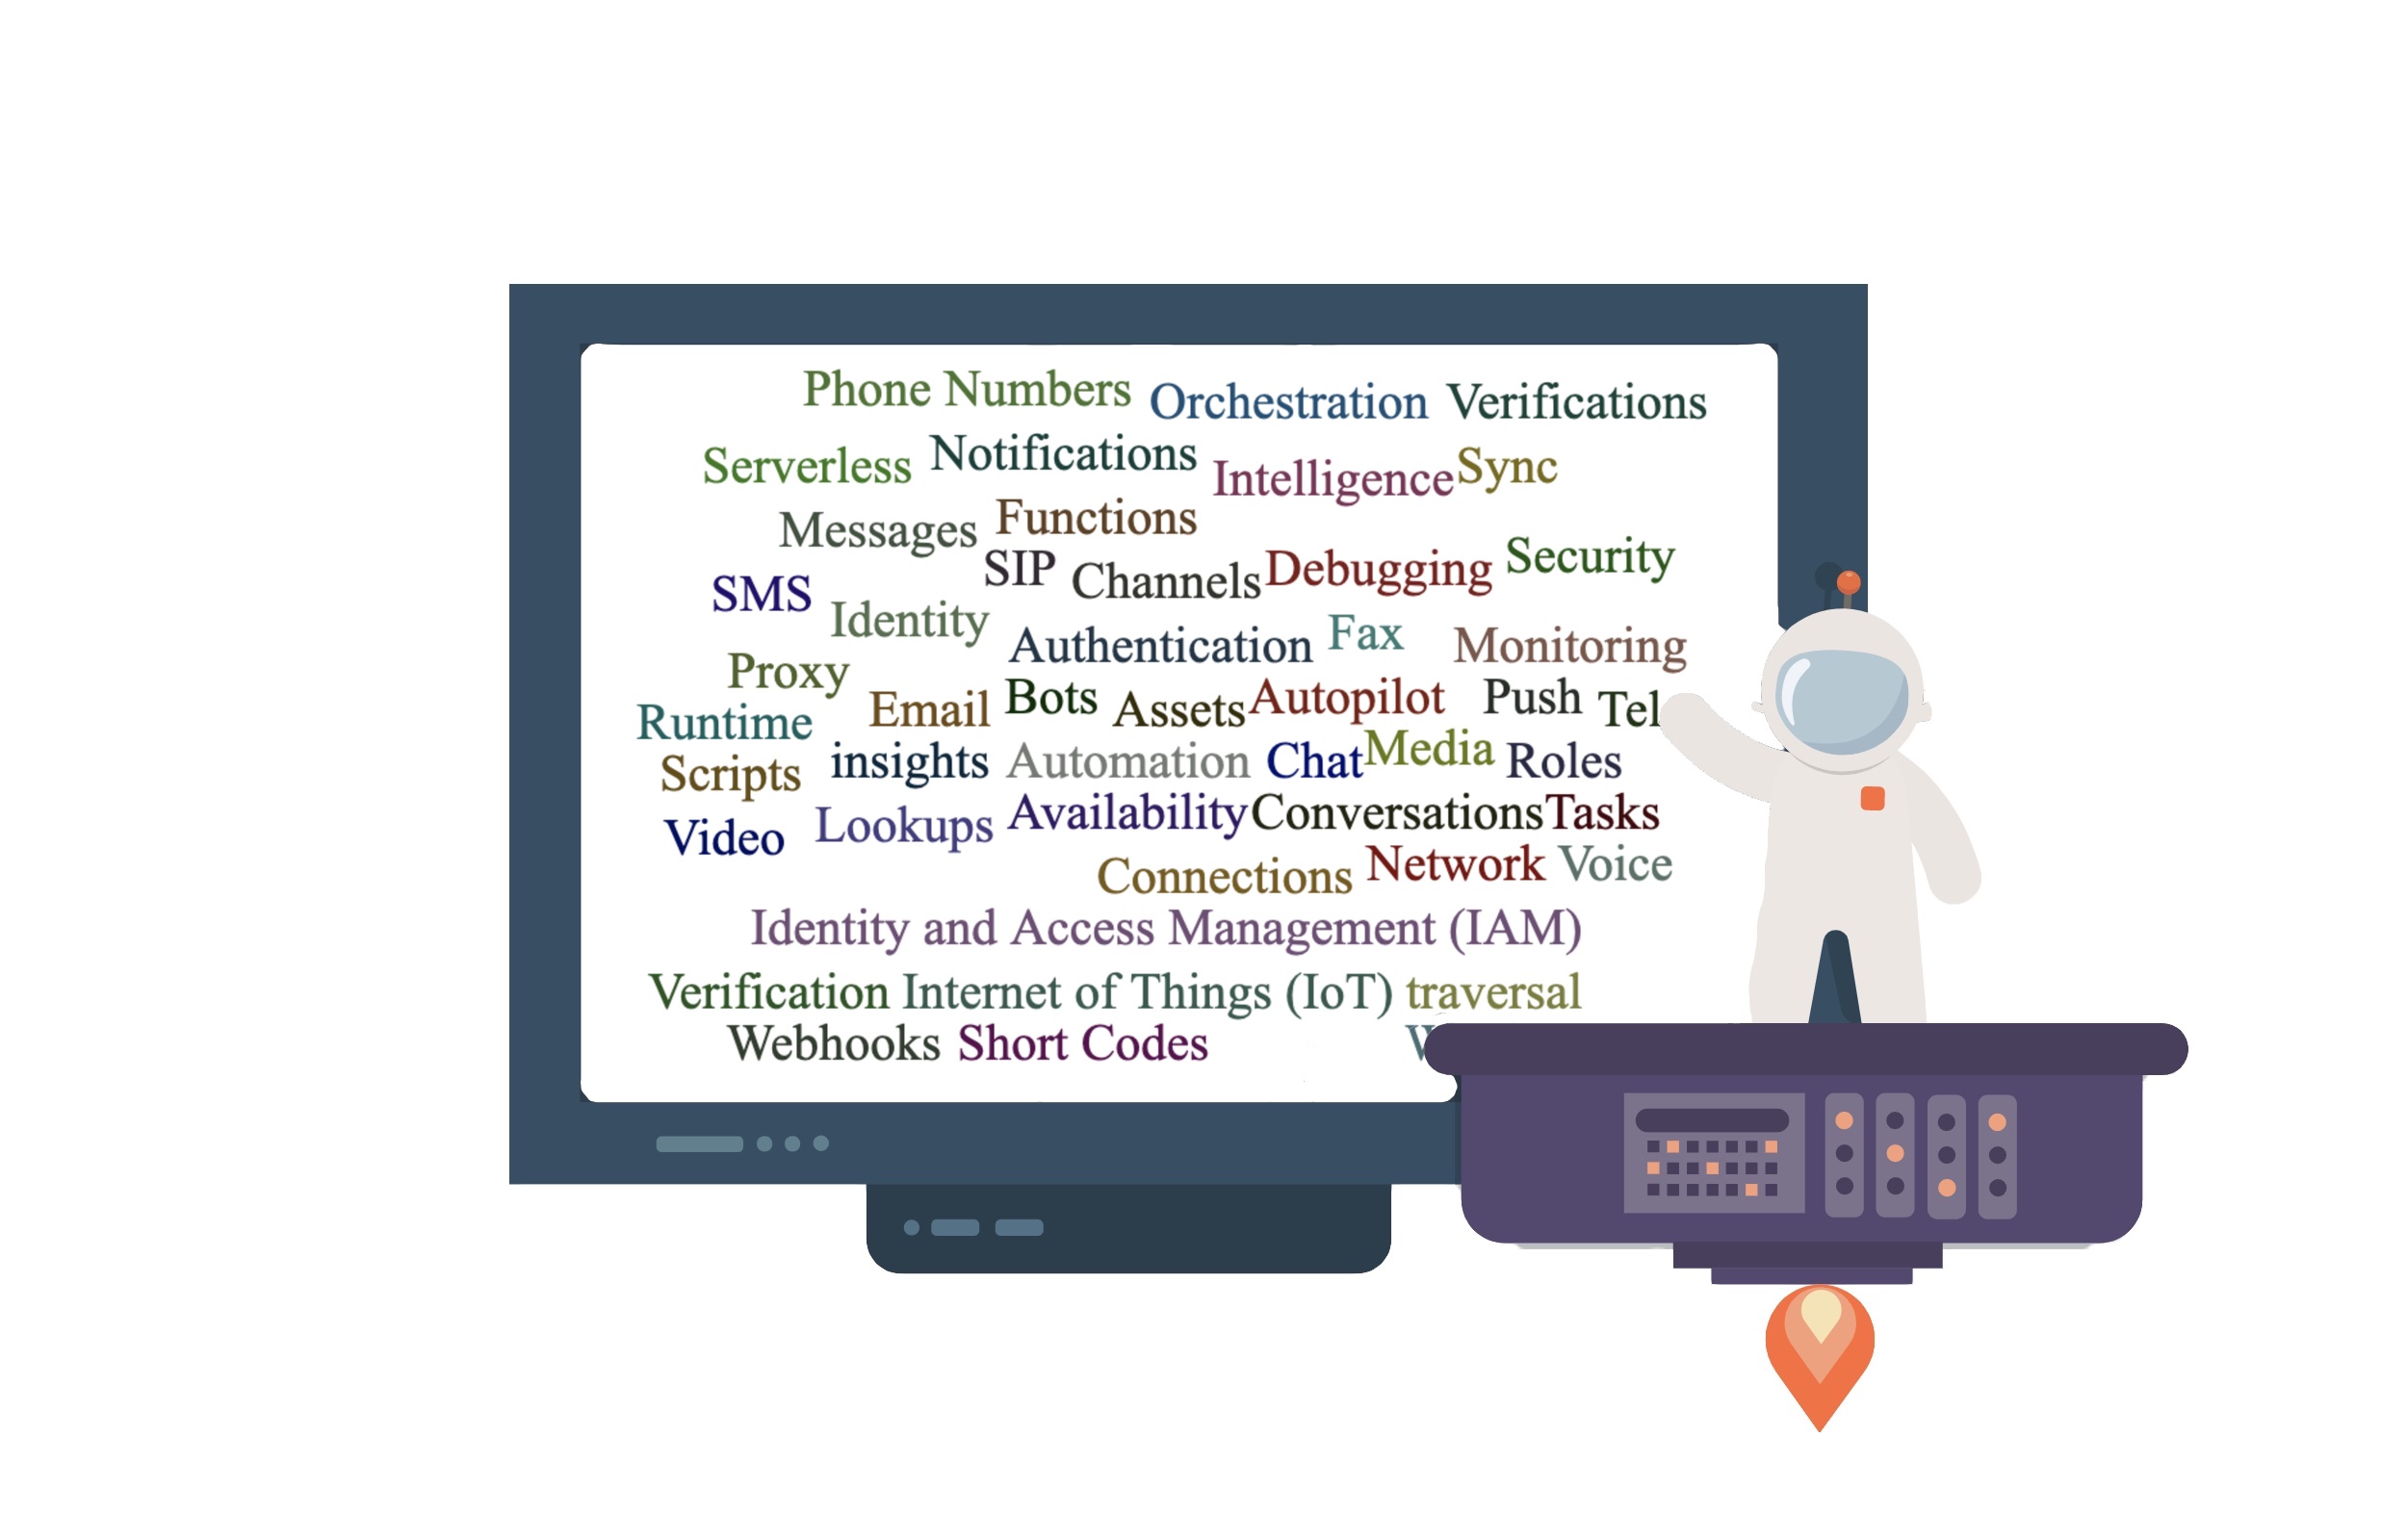 Phone Numbers Orchestration Verifications
Serverless Notifications Intelligence Sync
Messages Functions
SMS SIP Channels Debugging Security
Identity Authentication Fax Monitoring
Proxy
Runtime Email Bots Assets Autopilot Push Tel
Scripts insights Automation Chat Media Roles
Video Lookups Availability Conversations Tasks
Connections Network Voice
Identity and Access Management (IAM)
Verification Internet of Things (IoT) traversal
Webhooks Short Codes